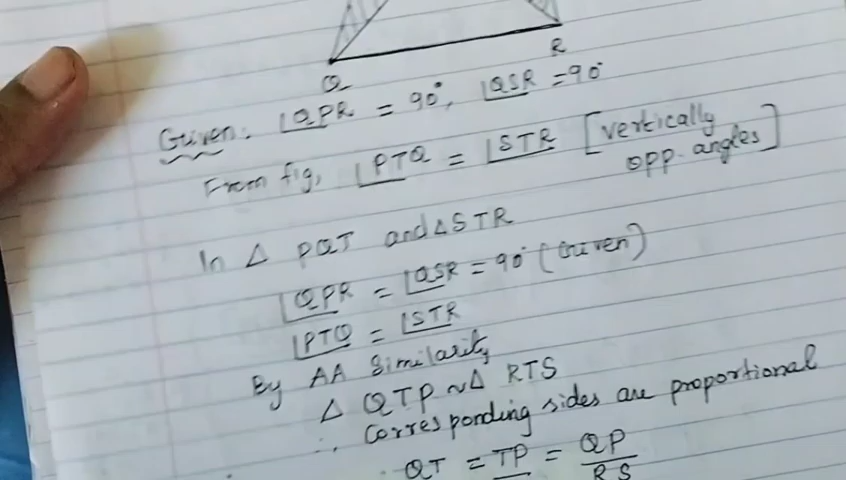 Q R
Given: ∠QPR = 90°, ∠QSR = 90°
From fig, ∠PTQ = ∠STR [vertically opp. angles]
In Δ PQT and Δ STR
∠QPR = ∠QSR = 90° (Given)
∠PTQ = ∠STR
By AA Similarity
Δ QTP ~ Δ RTS
∴ Corresponding sides are proportional
QT = TP = QP/RS